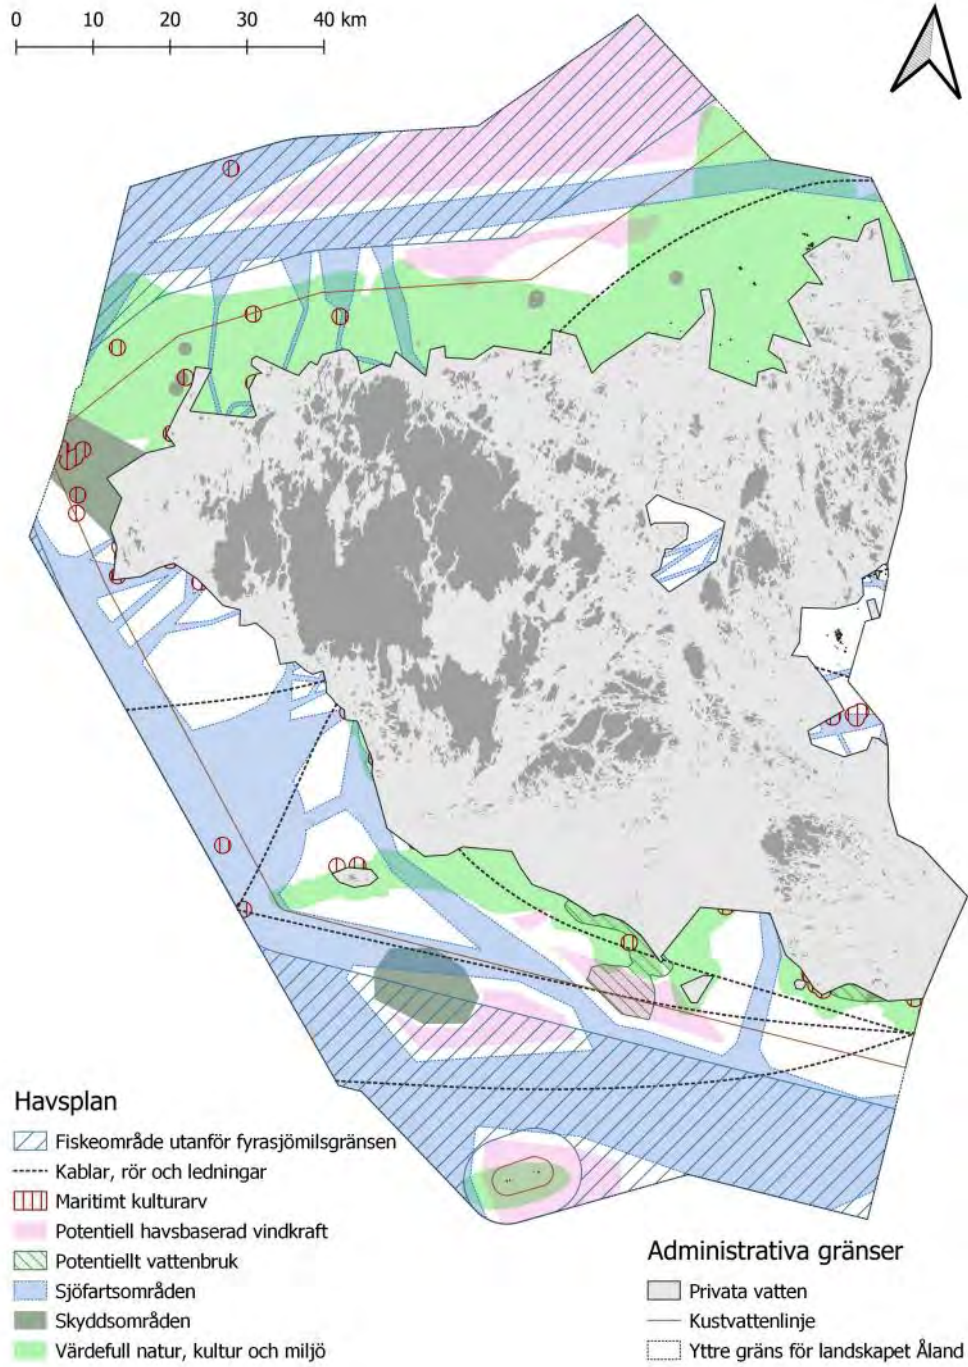 0 10 20 30 40 km
Havsplan
Fiskeområde utanför fyrasjömilsgränsen
Kablar, rör och ledningar
Maritimt kulturarv
Potentiell havsbaserad vindkraft
Potentiellt vattenbruk
Sjöfartsområden
Skyddsområden
Värdefull natur, kultur och miljö
Administrativa gränser
Privata vatten
Kustvattenlinje
Yttre gräns för landskapet Åland